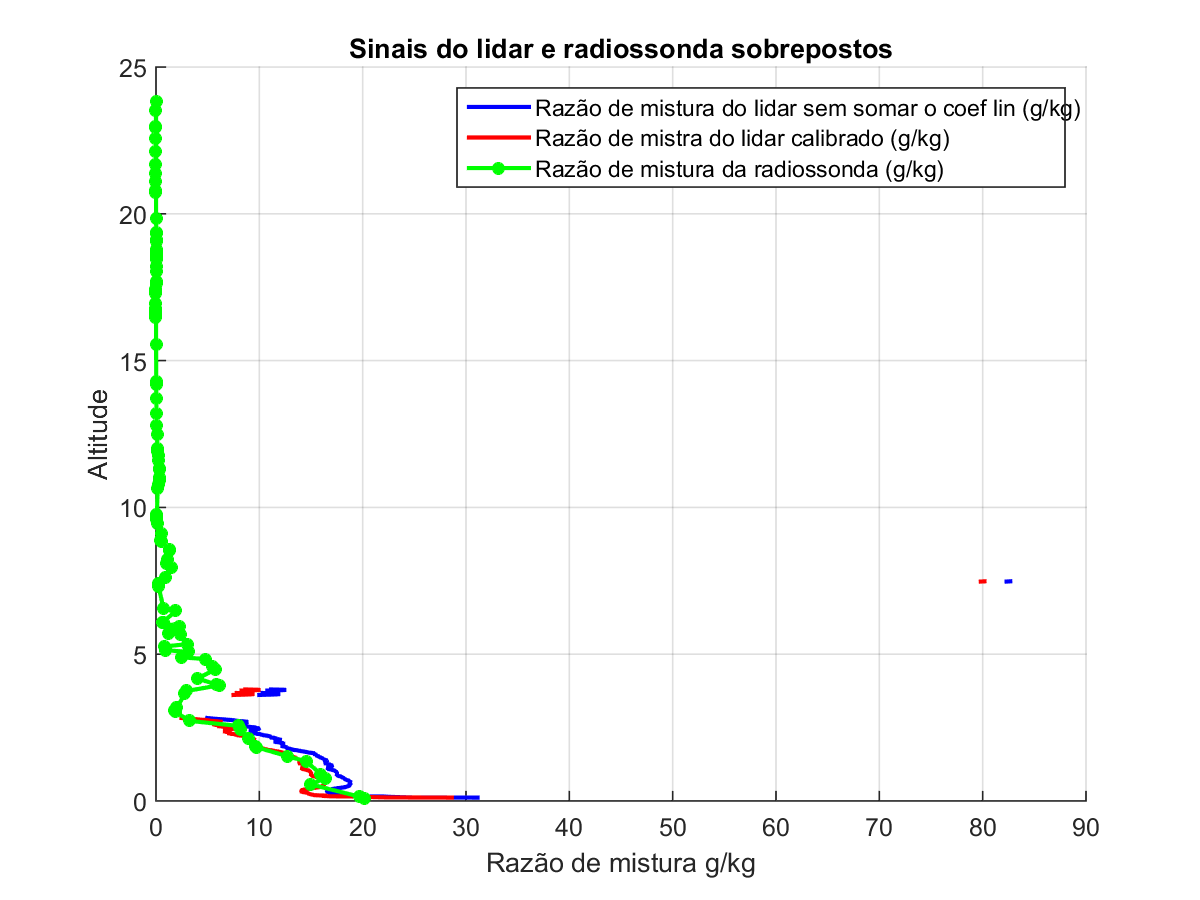 Sinais do lidar e radiossonda sobrepostos
Razão de mistura do lidar sem somar o coef lin (g/kg)
Razão de mistra do lidar calibrado (g/kg)
Razão de mistura da radiossonda (g/kg)
25
20
15
10
5
0
Altitude
0 10 20 30 40 50 60 70 80 90
Razão de mistura g/kg